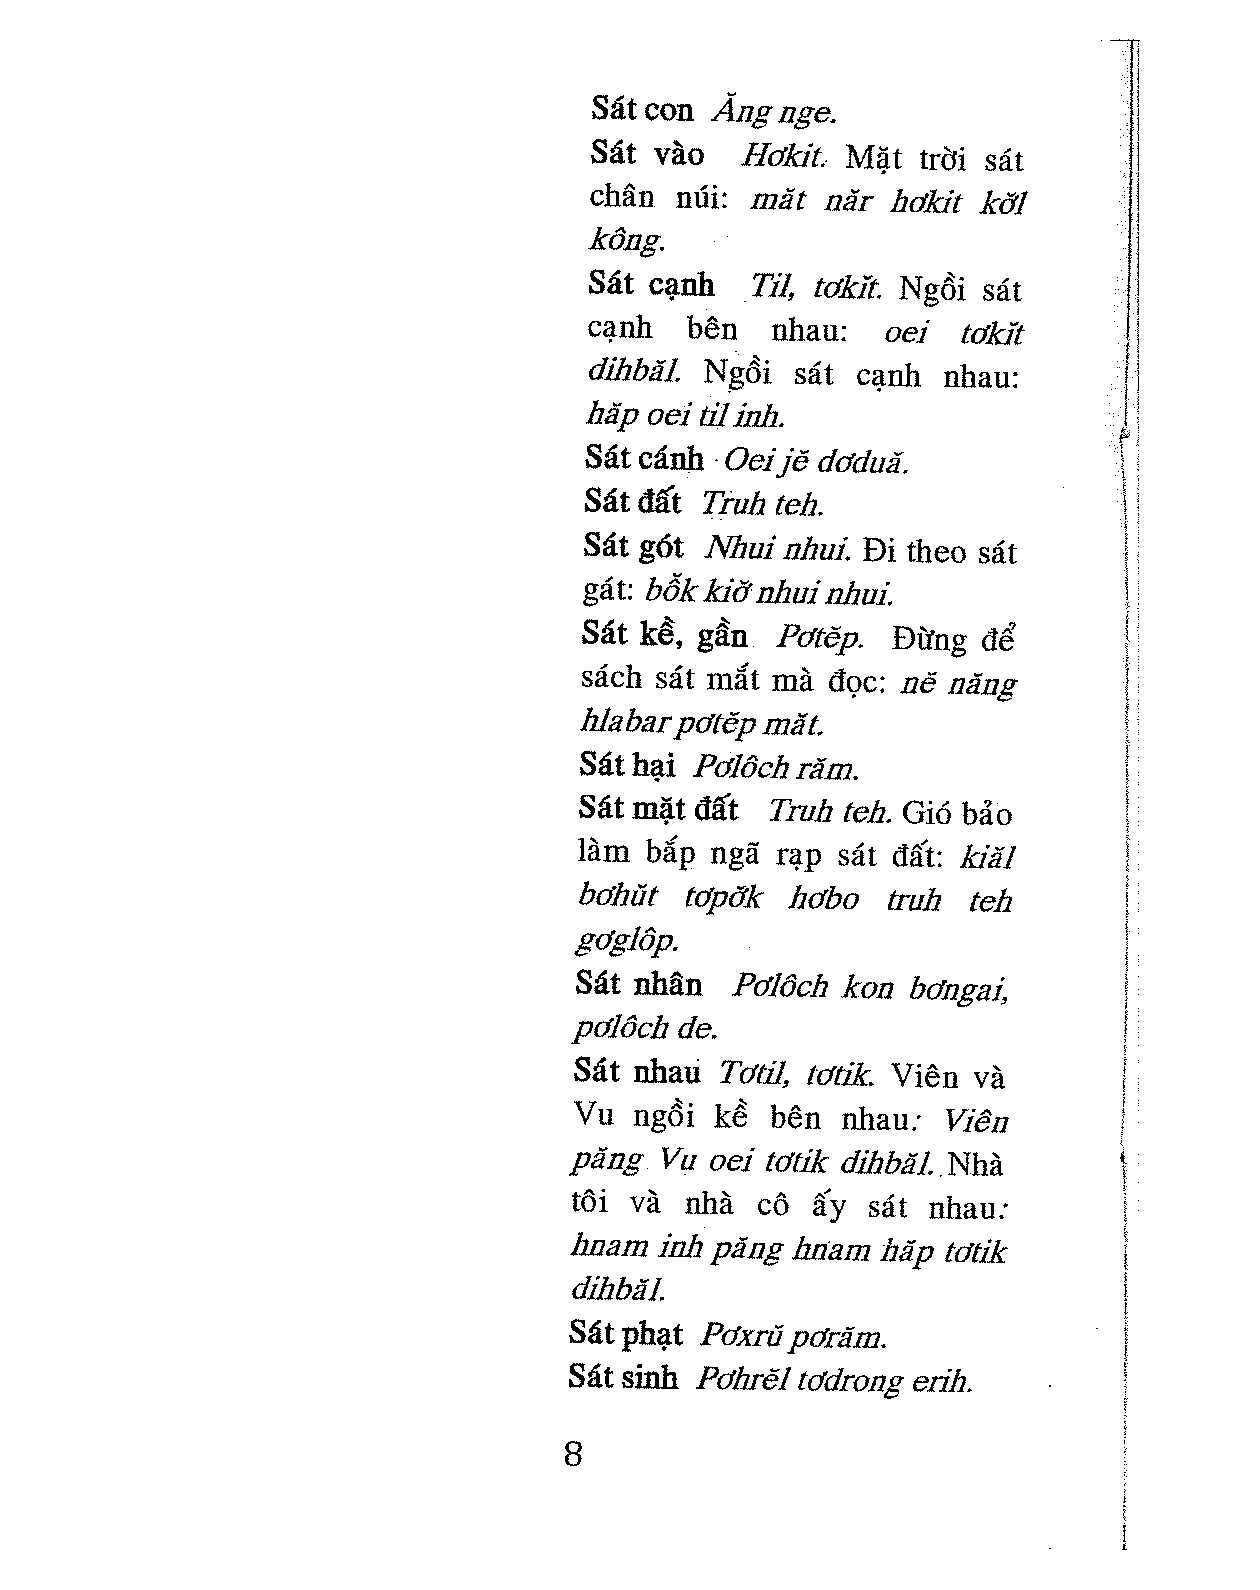 Sát con Ăng nge.
Sát vào Hơkit. Mặt trời sát
chân núi: măt năr hơkit kơ̆l
kông.
Sát cạnh Til, tơkĭt. Ngồi sát
cạnh bên nhau: oei tơkĭt
dihbăl. Ngồi sát cạnh nhau:
hăp oei til inh.
Sát cánh Oei jĕ dơduă.
Sát đất Truh teh.
Sát gót Nhui nhui. Đi theo sát
gát: bô̆k kiơ̆ nhui nhui.
Sát kề, gần Pơtĕp. Đừng để
sách sát mắt mà đọc: nĕ năng
hlabar pơtĕp măt.
Sát hại Pơlôch răm.
Sát mặt đất Truh teh. Gió bảo
làm bắp ngã rạp sát đất: kiăl
bơhŭt tơpơ̆k hơbo truh teh
gơglôp.
Sát nhân Pơlôch kon bơngai,
pơlôch de.
Sát nhau Tơtil, tơtik. Viên và
Vu ngồi kề bên nhau: Viên
păng Vu oei tơtik dihbăl. Nhà
tôi và nhà cô ấy sát nhau:
hnam inh păng hnam hăp tơtik
dihbăl.
Sát phạt Pơxrŭ pơrăm.
Sát sinh Pơhrĕl tơdrong erih.
8